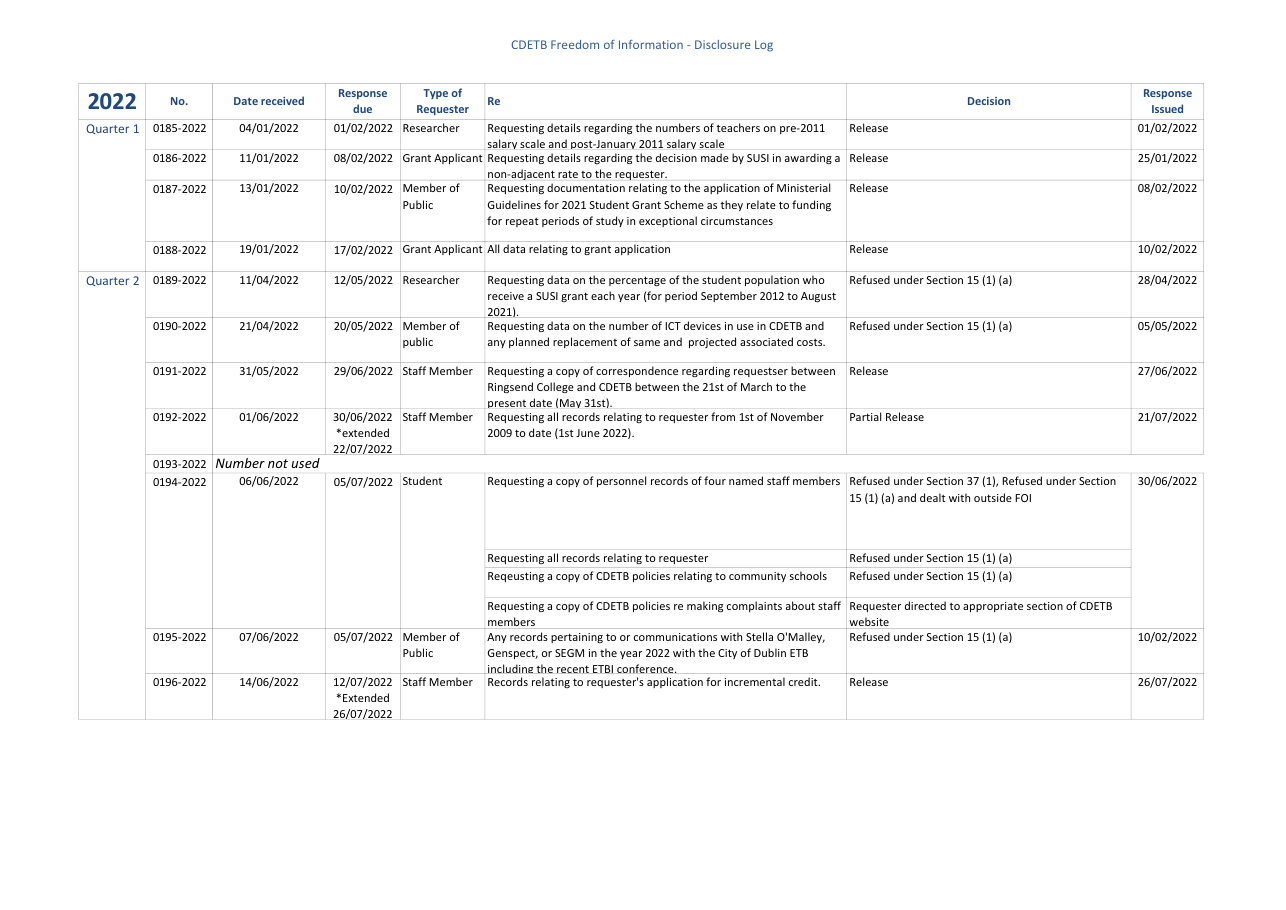 CDETB Freedom of Information - Disclosure Log
2022 No. Date received Response due Type of Requester Re Decision Response Issued
Quarter 1 0185-2022 04/01/2022 01/02/2022 Researcher Requesting details regarding the numbers of teachers on pre-2011 Release 01/02/2022
salary scale and post-January 2011 salary scale
0186-2022 11/01/2022 08/02/2022 Grant Applicant Requesting details regarding the decision made by SUSI in awarding a Release 25/01/2022
non-adjacent rate to the requester.
0187-2022 13/01/2022 10/02/2022 Member of Requesting documentation relating to the application of Ministerial Release 08/02/2022
Public Guidelines for 2021 Student Grant Scheme as they relate to funding
for repeat periods of study in exceptional circumstances
0188-2022 19/01/2022 17/02/2022 Grant Applicant All data relating to grant application Release 10/02/2022
Quarter 2 0189-2022 11/04/2022 12/05/2022 Researcher Requesting data on the percentage of the student population who Refused under Section 15 (1) (a) 28/04/2022
receive a SUSI grant each year (for period September 2012 to August
2021).
0190-2022 21/04/2022 20/05/2022 Member of Requesting data on the number of ICT devices in use in CDETB and Refused under Section 15 (1) (a) 05/05/2022
public any planned replacement of same and  projected associated costs.
0191-2022 31/05/2022 29/06/2022 Staff Member Requesting a copy of correspondence regarding requestser between Release 27/06/2022
Ringsend College and CDETB between the 21st of March to the
present date (May 31st).
0192-2022 01/06/2022 30/06/2022 Staff Member Requesting all records relating to requester from 1st of November Partial Release 21/07/2022
*extended 2009 to date (1st June 2022).
22/07/2022
0193-2022 Number not used
0194-2022 06/06/2022 05/07/2022 Student Requesting a copy of personnel records of four named staff members Refused under Section 37 (1), Refused under Section 30/06/2022
15 (1) (a) and dealt with outside FOI
Requesting all records relating to requester Refused under Section 15 (1) (a)
Reqeusting a copy of CDETB policies relating to community schools Refused under Section 15 (1) (a)
Requesting a copy of CDETB policies re making complaints about staff Requester directed to appropriate section of CDETB
members website
0195-2022 07/06/2022 05/07/2022 Member of Any records pertaining to or communications with Stella O'Malley, Refused under Section 15 (1) (a) 10/02/2022
Public Genspect, or SEGM in the year 2022 with the City of Dublin ETB
including the recent ETBI conference.
0196-2022 14/06/2022 12/07/2022 Staff Member Records relating to requester's application for incremental credit. Release 26/07/2022
*Extended
26/07/2022